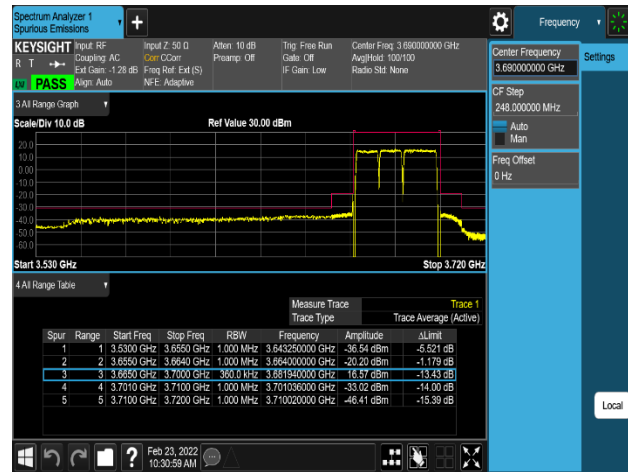 Spectrum Analyzer 1
Spurious Emissions
Frequency
KEYSIGHT
R T
LXI
PASS
Input: RF
Coupling: AC
Ext Gain: -1.28 dB
Align: Auto
Input Z: 50 Ω
Corr CCorr
Freq Ref: Ext (S)
NFE: Adaptive
Atten: 10 dB
Preamp: Off
Trig: Free Run
Gate: Off
IF Gain: Low
Center Freq: 3.690000000 GHz
Avg|Hold: 100/100
Radio Std: None
Center Frequency
3.690000000 GHz
Settings
CF Step
248.000000 MHz
Auto
Man
Freq Offset
0 Hz
3 All Range Graph
Scale/Div 10.0 dB
Ref Value 30.00 dBm
20.0
10.0
0.00
-10.0
-20.0
-30.0
-40.0
-50.0
-60.0
Start 3.530 GHz
Stop 3.720 GHz
4 All Range Table
Measure Trace Trace 1
Trace Type Trace Average (Active)
Spur Range Start Freq Stop Freq RBW Frequency Amplitude ΔLimit
1 1 3.5300 GHz 3.6550 GHz 1.000 MHz 3.643250000 GHz -36.54 dBm -5.521 dB
2 2 3.6550 GHz 3.6640 GHz 1.000 MHz 3.664000000 GHz -20.20 dBm -1.179 dB
3 3 3.6650 GHz 3.7000 GHz 360.0 kHz 3.681940000 GHz 16.57 dBm -13.43 dB
4 4 3.7010 GHz 3.7100 GHz 1.000 MHz 3.701036000 GHz -33.02 dBm -14.00 dB
5 5 3.7100 GHz 3.7200 GHz 1.000 MHz 3.710020000 GHz -46.41 dBm -15.39 dB
Local
Feb 23, 2022
10:30:59 AM